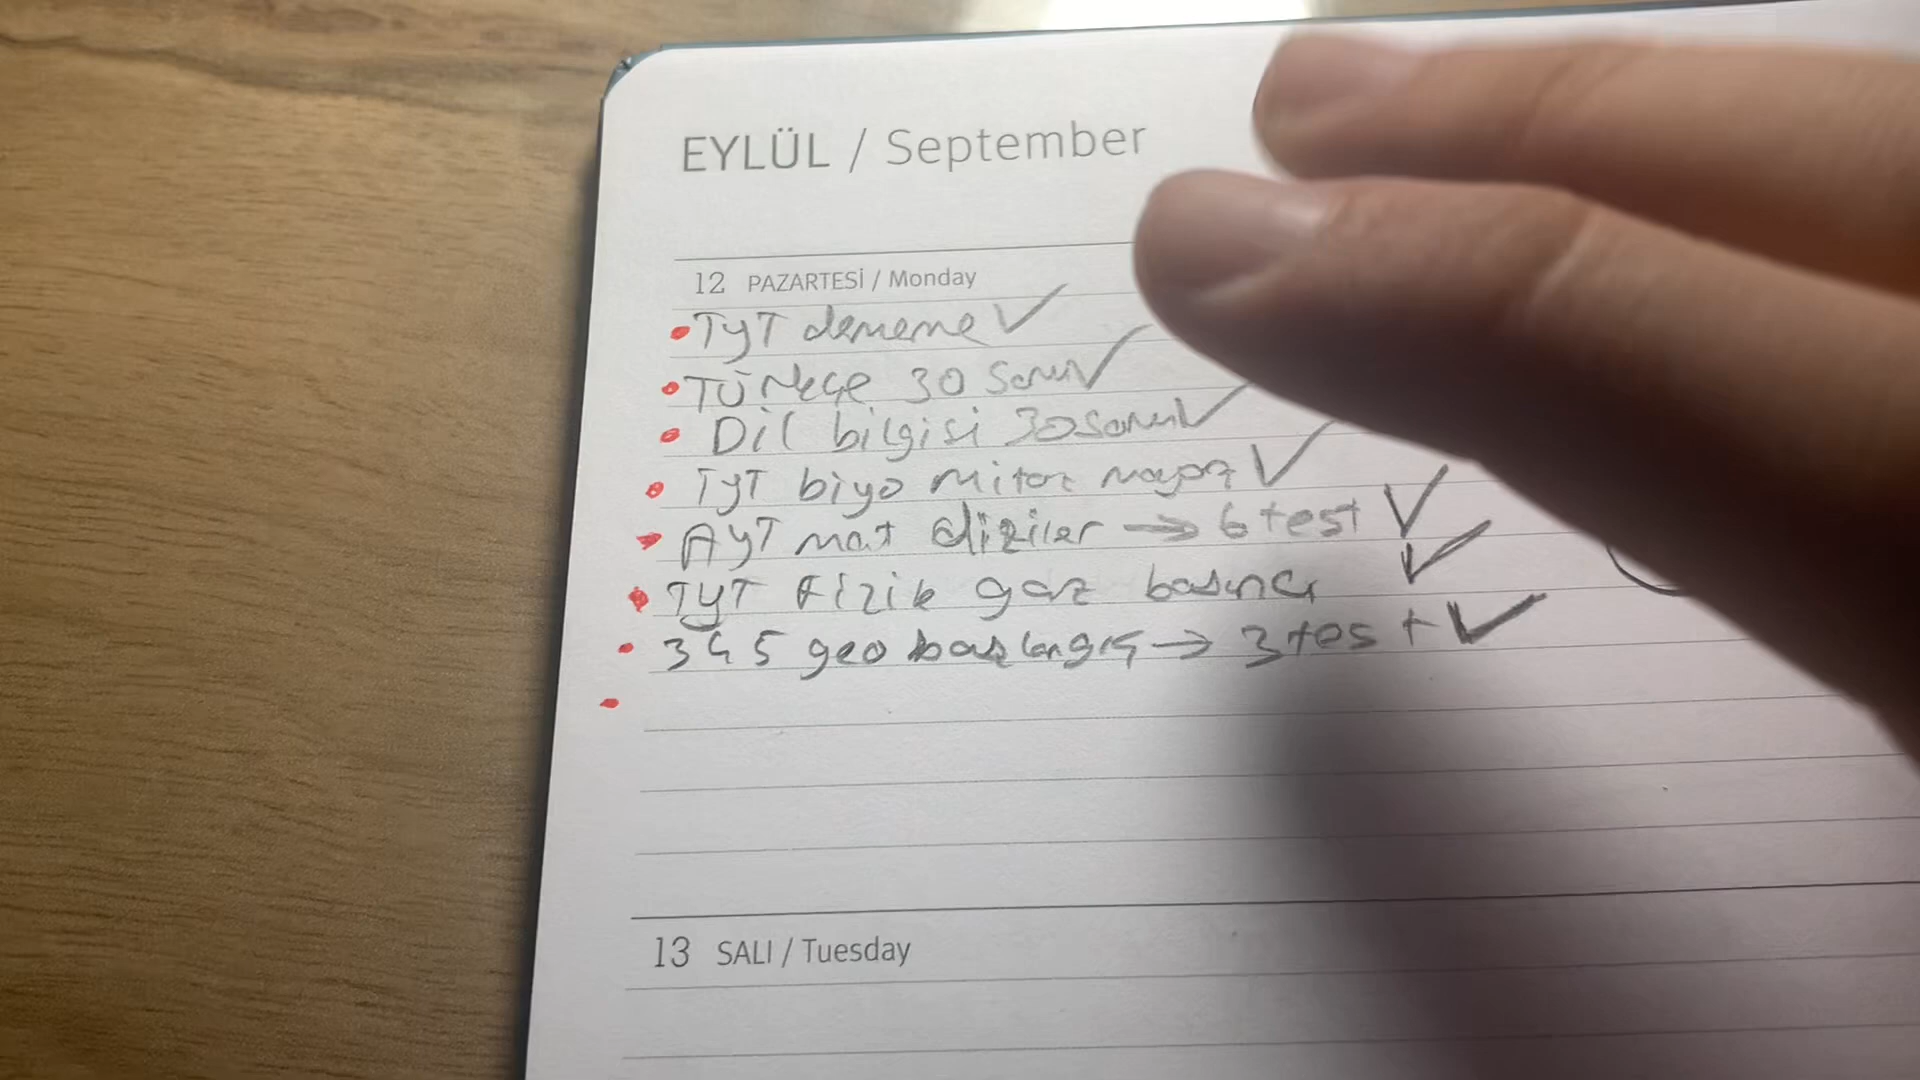 EYLÜL / September
12 PAZARTESİ / Monday
TYT deneme ✓
Türkçe 30 soru ✓
Dil bilgisi 30 soru ✓
TYT biyo mitoz mayoz ✓
AYT mat diziler → 6 test ✓
TYT fizik gaz basıncı ✓
345 geo başlangıç → 3 test ✓
13 SALI / Tuesday